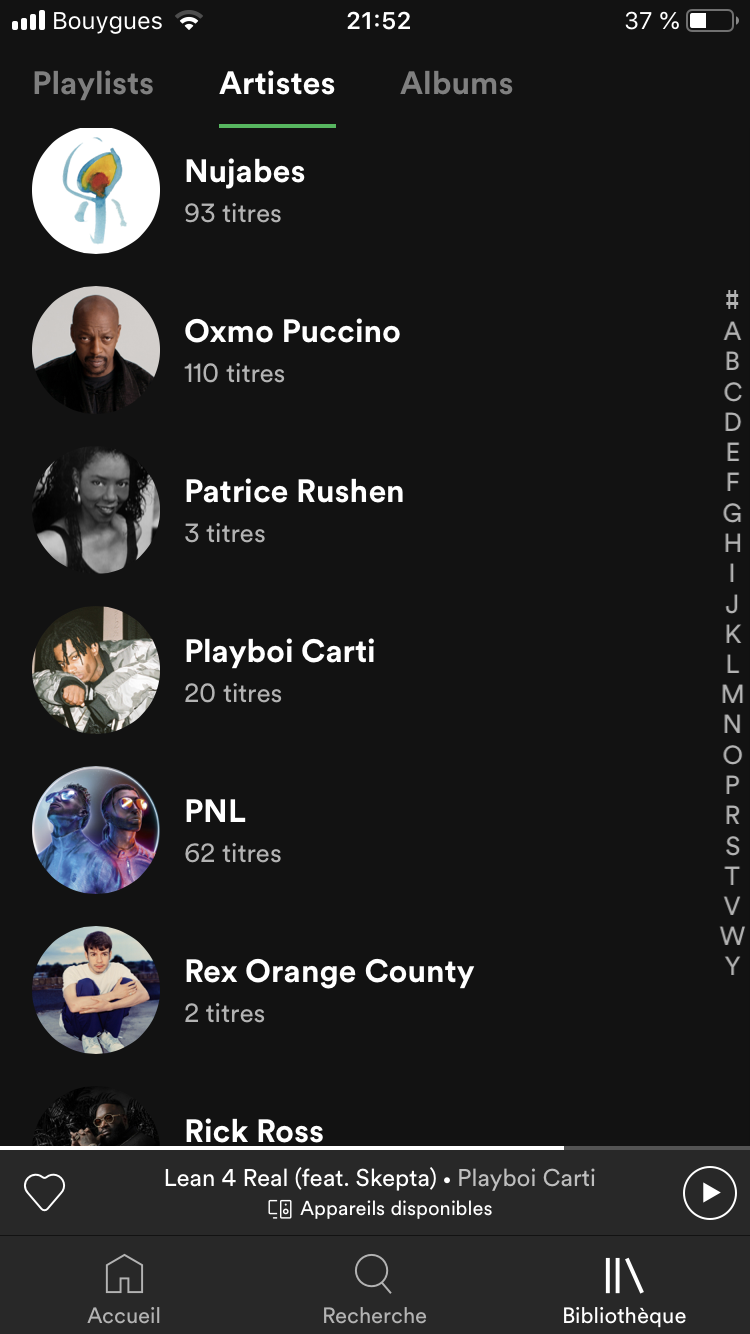 Bouygues 21:52 37 %
Playlists Artistes Albums
Nujabes
93 titres
Oxmo Puccino
110 titres
Patrice Rushen
3 titres
Playboi Carti
20 titres
PNL
62 titres
Rex Orange County
2 titres
Rick Ross
#
A
B
C
D
E
F
G
H
I
J
K
L
M
N
O
P
R
S
T
V
W
Y
Lean 4 Real (feat. Skepta) • Playboi Carti
Appareils disponibles
Accueil Recherche Bibliothèque